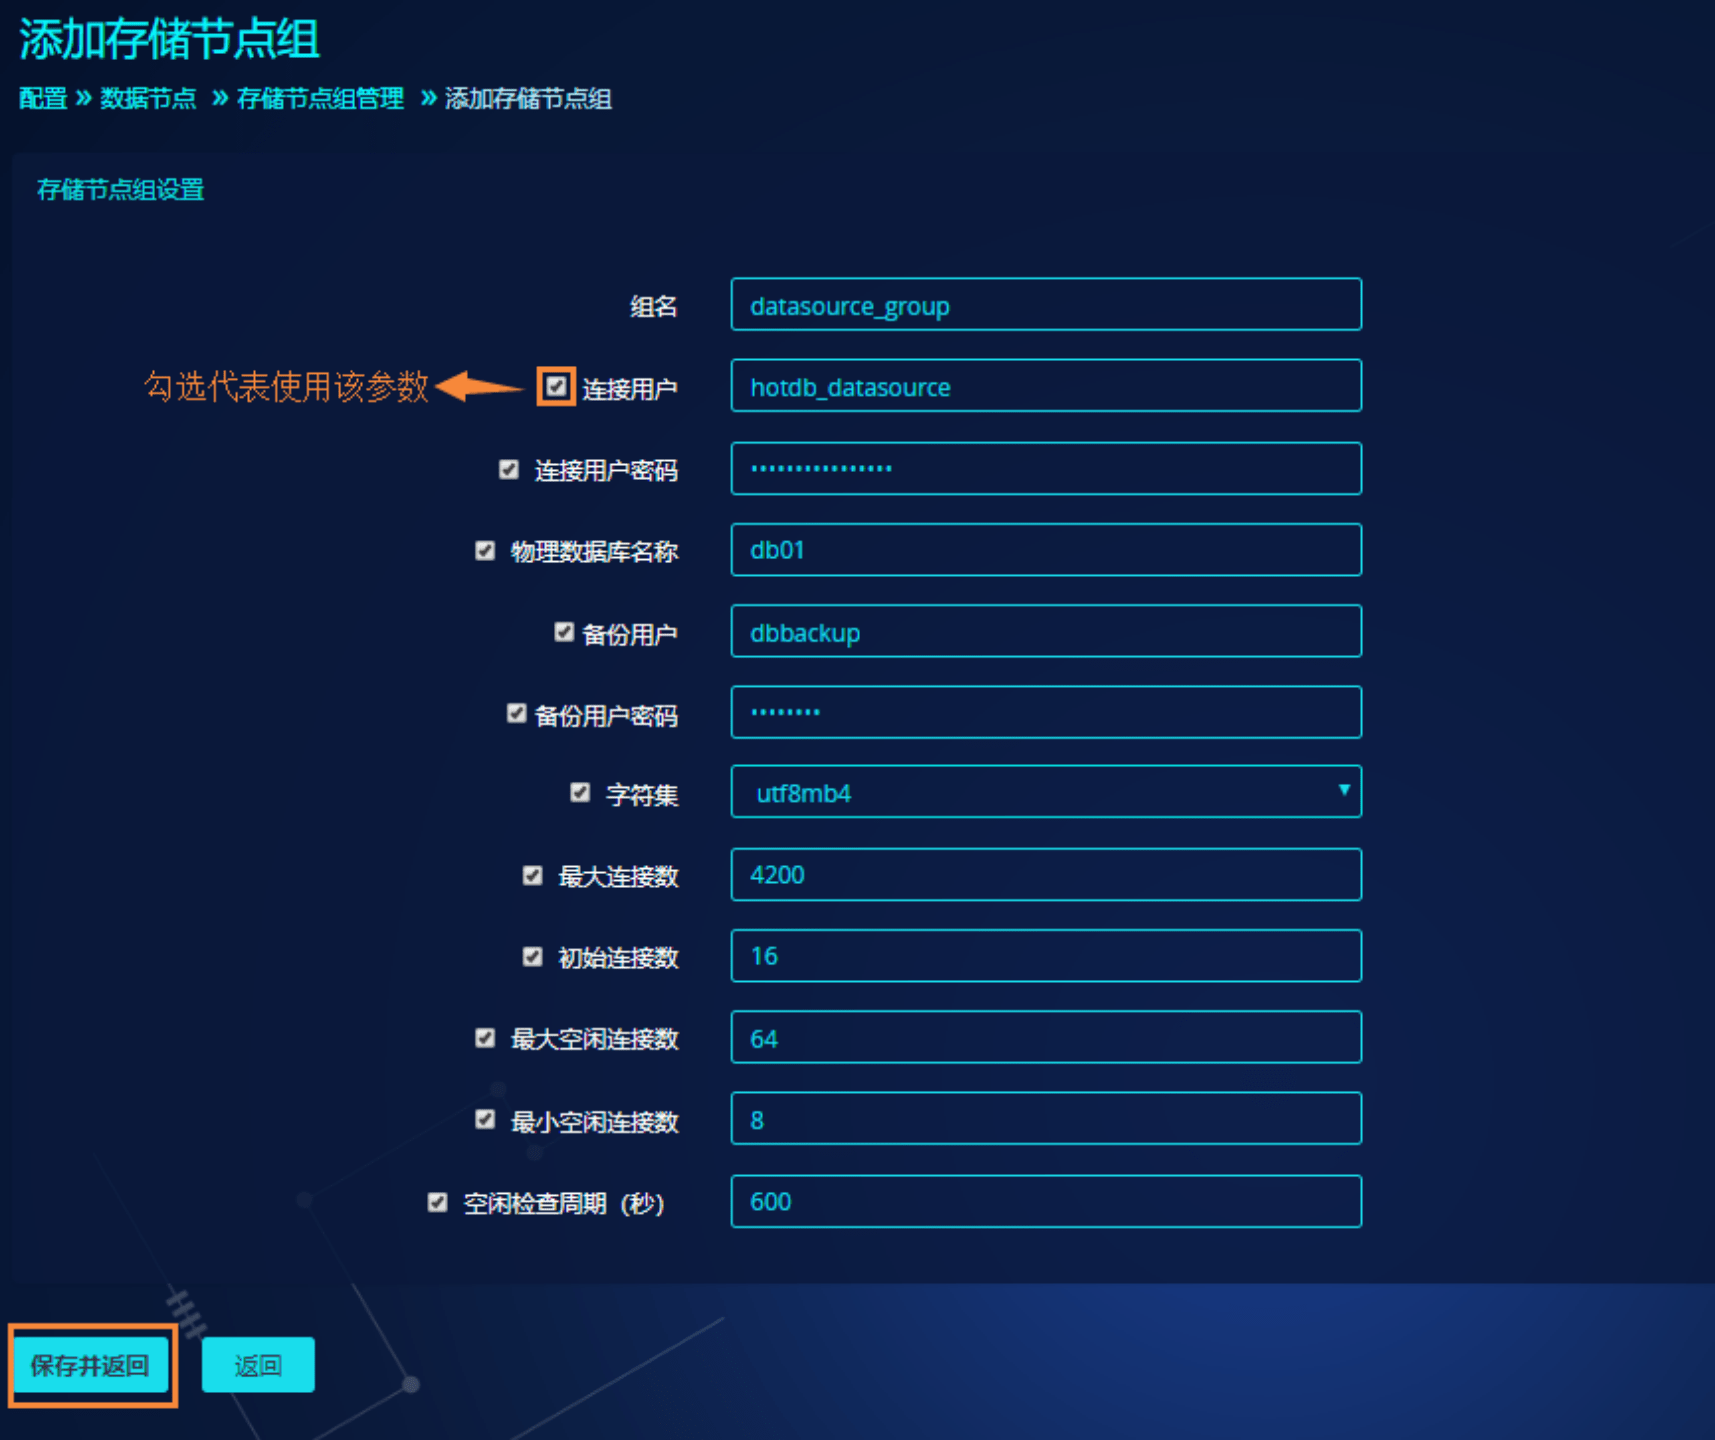 添加存储节点组
配置 » 数据节点 » 存储节点组管理 » 添加存储节点组
存储节点组设置
组名 datasource_group
勾选代表使用该参数 连接用户 hotdb_datasource
连接用户密码 ••••••••••••••••
物理数据库名称 db01
备份用户 dbbackup
备份用户密码 ••••••••
字符集 utf8mb4
最大连接数 4200
初始连接数 16
最大空闲连接数 64
最小空闲连接数 8
空闲检查周期（秒） 600
保存并返回 返回